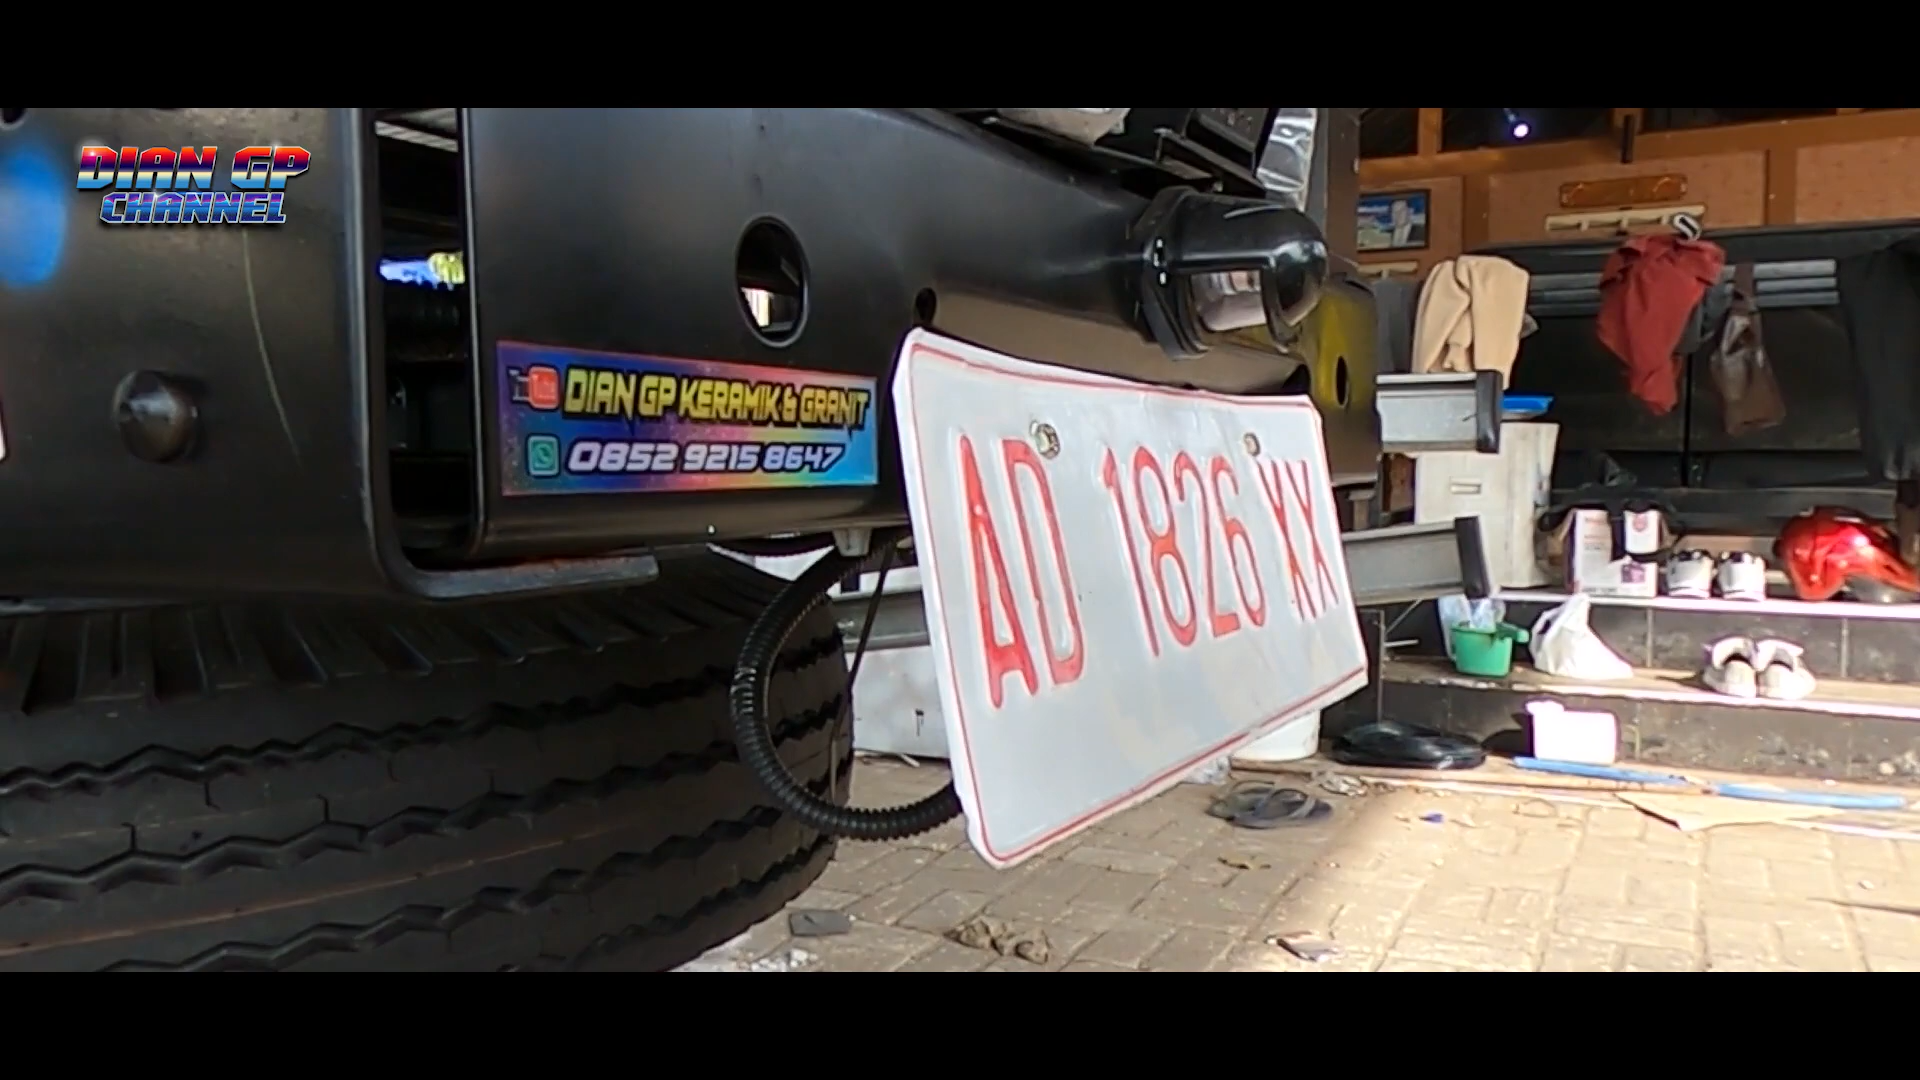 DIAN GP
CHANNEL
DIAN GP KERAMIK & GRANIT
0852 9215 8647
AD 1826 XX